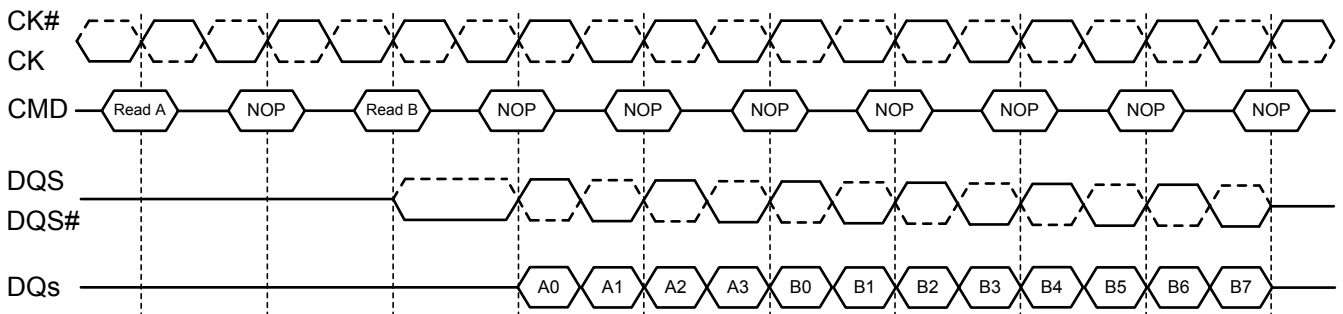 CK#
CK
CMD Read A NOP Read B NOP NOP NOP NOP NOP NOP NOP
DQS
DQS#
DQs A0 A1 A2 A3 B0 B1 B2 B3 B4 B5 B6 B7